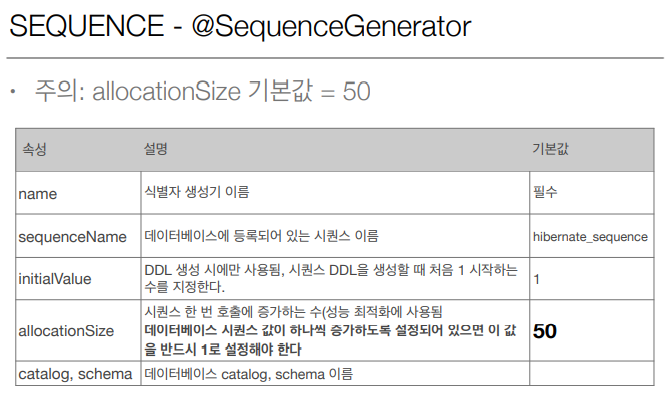 SEQUENCE - @SequenceGenerator
• 주의: allocationSize 기본값 = 50
속성 설명 기본값
name 식별자 생성기 이름 필수
sequenceName 데이터베이스에 등록되어 있는 시퀀스 이름 hibernate_sequence
initialValue DDL 생성 시에만 사용됨, 시퀀스 DDL을 생성할 때 처음 1 시작하는
수를 지정한다. 1
시퀀스 한 번 호출에 증가하는 수(성능 최적화에 사용됨
allocationSize 데이터베이스 시퀀스 값이 하나씩 증가하도록 설정되어 있으면 이 값 50
을 반드시 1로 설정해야 한다
catalog, schema 데이터베이스 catalog, schema 이름